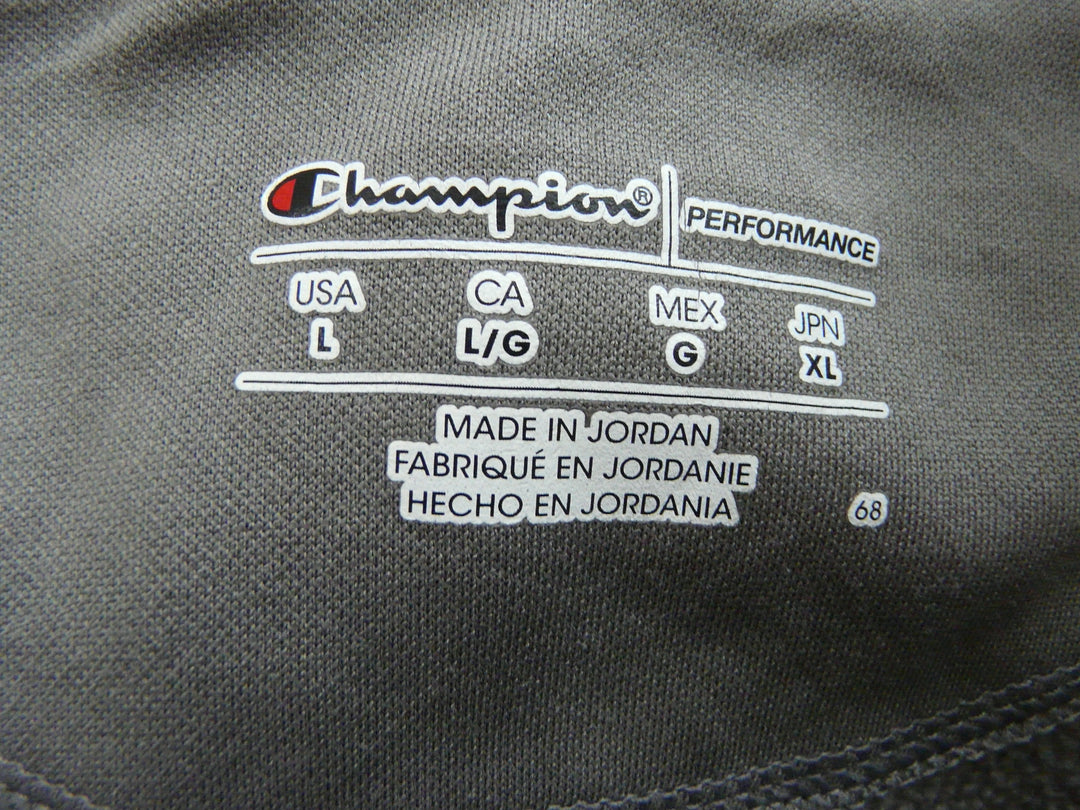 Champion® PERFORMANCE
USA CA MEX JPN
L L/G G XL
MADE IN JORDAN
FABRIQUÉ EN JORDANIE
HECHO EN JORDANIA 68